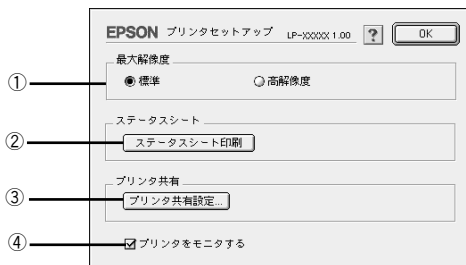 EPSON プリンタセットアップ LP-XXXXX 1.00 ? OK
最大解像度
① 標準 高解像度
ステータスシート
② ステータスシート印刷
プリンタ共有
③ プリンタ共有設定...
④ プリンタをモニタする